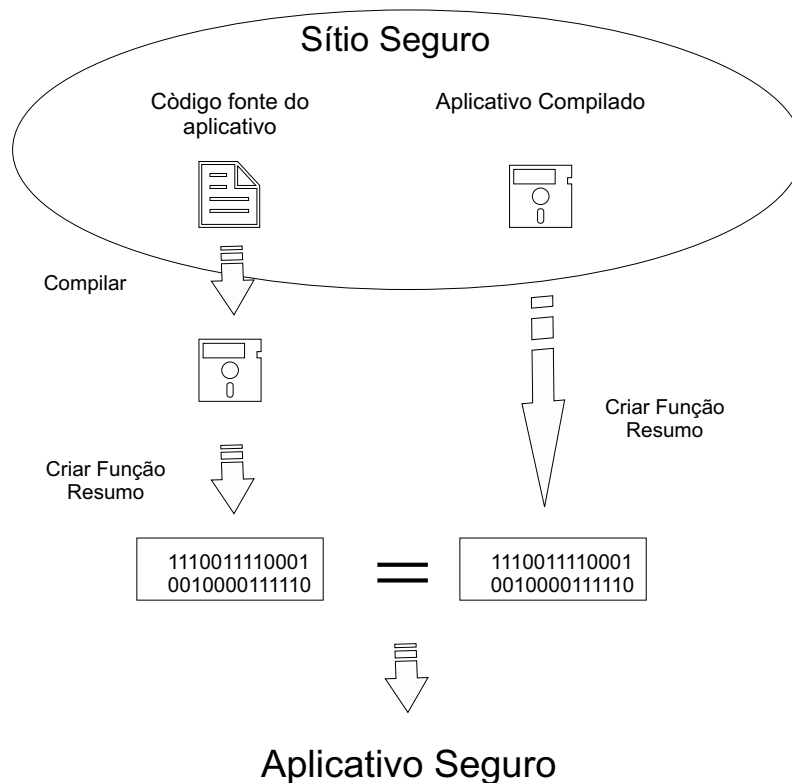 Sítio Seguro
Còdigo fonte do
aplicativo
Aplicativo Compilado
Compilar
Criar Função
Resumo
Criar Função
Resumo
1110011110001
0010000111110
=
1110011110001
0010000111110
Aplicativo Seguro